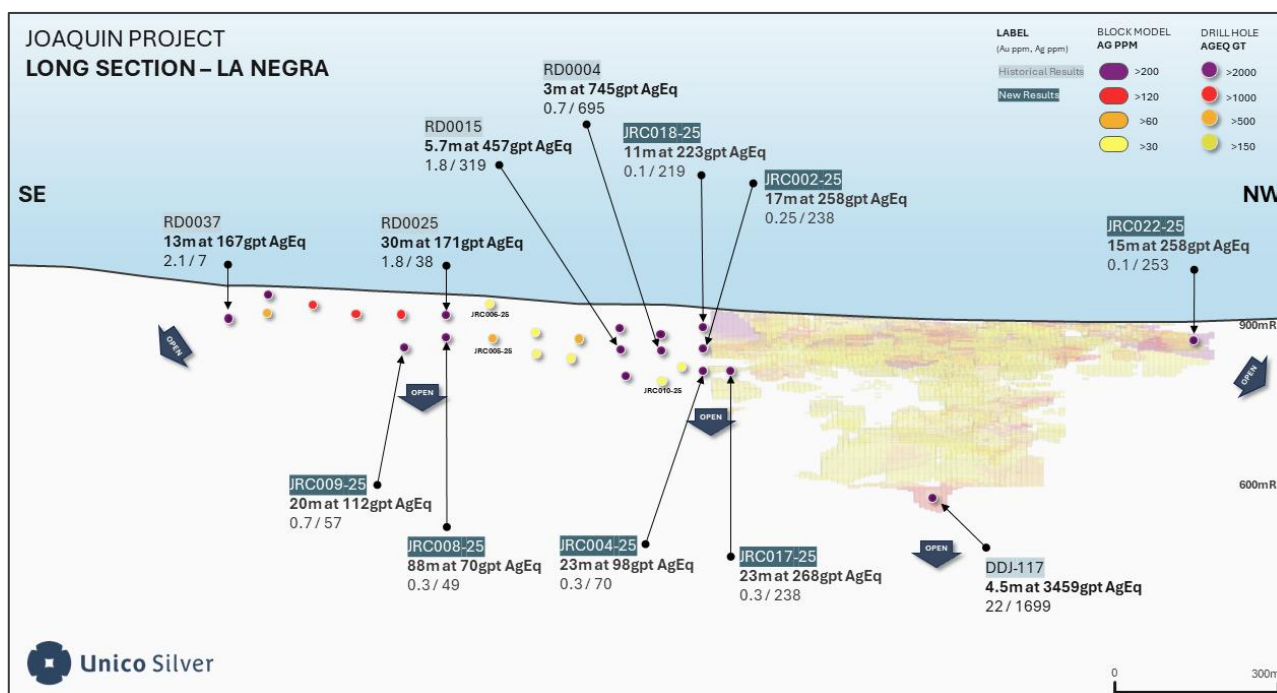 JOAQUIN PROJECT
LONG SECTION – LA NEGRA
LABEL
(Au ppm, Ag ppm)
Historical Results
New Results
BLOCK MODEL
AG PPM
>200
>120
>60
>30
DRILL HOLE
AGEQ GT
>2000
>1000
>500
>150
SE
NW
RD0004
3m at 745gpt AgEq
0.7 / 695
RD0015
5.7m at 457gpt AgEq
1.8 / 319
JRC018-25
11m at 223gpt AgEq
0.1 / 219
JRC002-25
17m at 258gpt AgEq
0.25 / 238
RD0037
13m at 167gpt AgEq
2.1 / 7
RD0025
30m at 171gpt AgEq
1.8 / 38
JRC022-25
15m at 258gpt AgEq
0.1 / 253
JRC006-25
JRC005-25
JRC010-25
900mR
600mR
OPEN
OPEN
OPEN
OPEN
OPEN
JRC009-25
20m at 112gpt AgEq
0.7 / 57
JRC008-25
88m at 70gpt AgEq
0.3 / 49
JRC004-25
23m at 98gpt AgEq
0.3 / 70
JRC017-25
23m at 268gpt AgEq
0.3 / 238
DDJ-117
4.5m at 3459gpt AgEq
22 / 1699
Unico Silver
0
300m